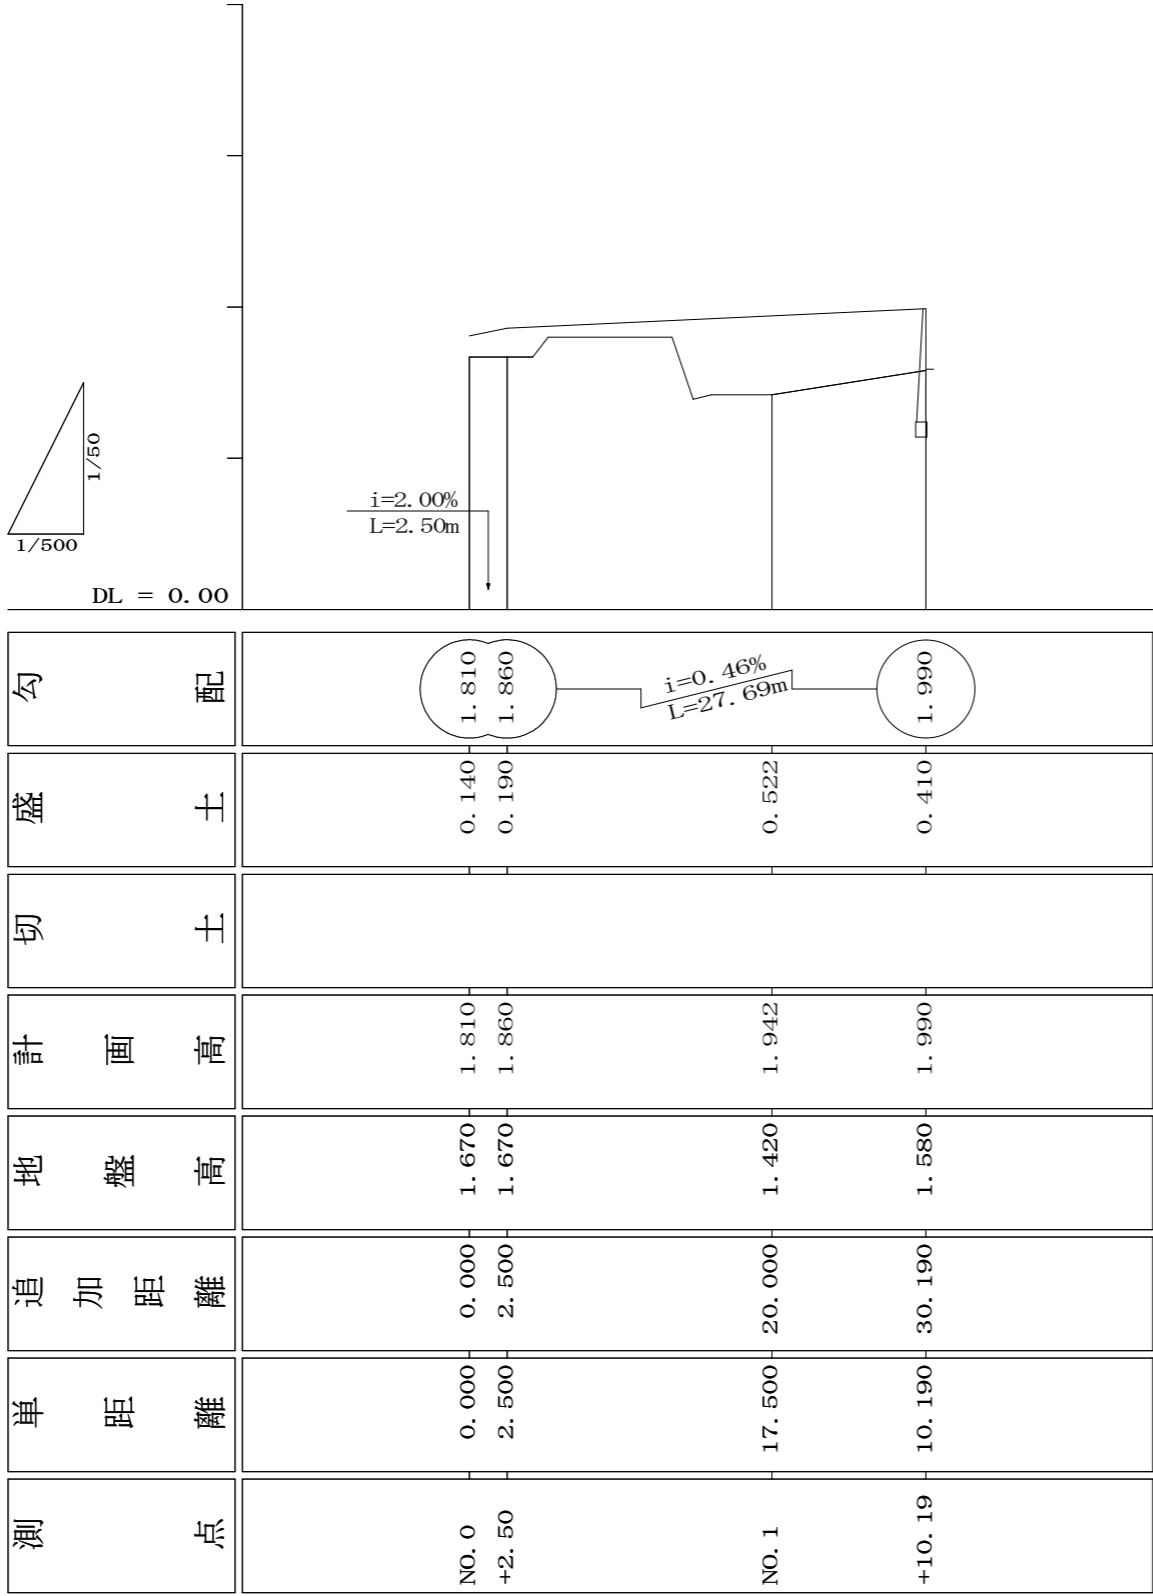 1/50
1/500
i=2.00%
L=2.50m
DL = 0.00
勾配 1.810 1.860 i=0.46% 1.990
L=27.69m
盛土 0.140 0.190 0.522 0.410
切土
計画高 1.810 1.860 1.942 1.990
地盤高 1.670 1.670 1.420 1.580
追加距離 0.000 2.500 20.000 30.190
単距離 0.000 2.500 17.500 10.190
測点 NO.0 +2.50 NO.1 +10.19